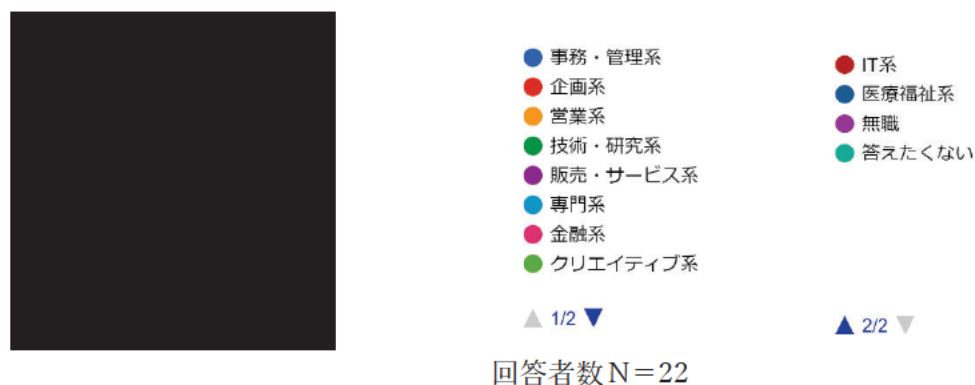 事務・管理系
企画系
営業系
技術・研究系
販売・サービス系
専門系
金融系
クリエイティブ系
▲ 1/2 ▼
IT系
医療福祉系
無職
答えたくない
▲ 2/2 ▼
回答者数N=22